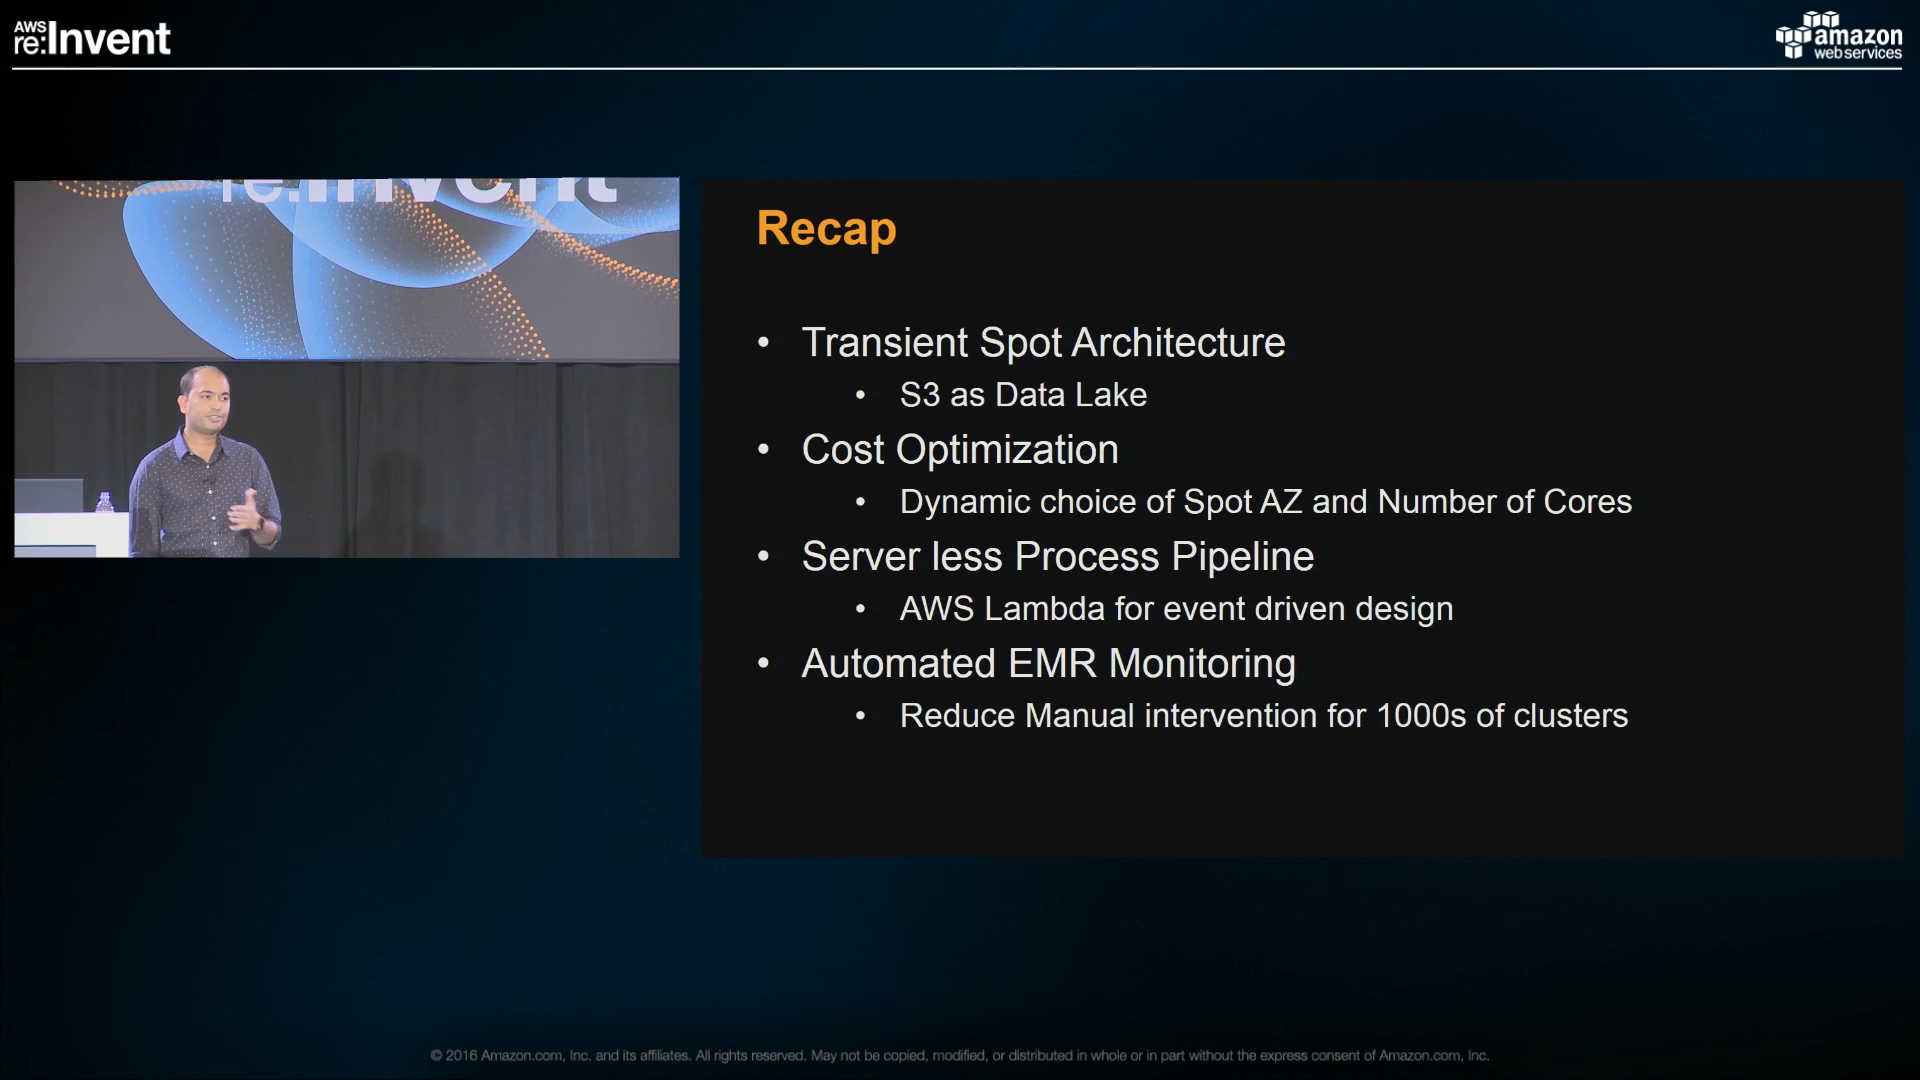 AWS
re:Invent
amazon
web services
re:Invent
Recap
• Transient Spot Architecture
• S3 as Data Lake
• Cost Optimization
• Dynamic choice of Spot AZ and Number of Cores
• Server less Process Pipeline
• AWS Lambda for event driven design
• Automated EMR Monitoring
• Reduce Manual intervention for 1000s of clusters
© 2016 Amazon.com, Inc. and its affiliates. All rights reserved. May not be copied, modified, or distributed in whole or in part without the express consent of Amazon.com, Inc.